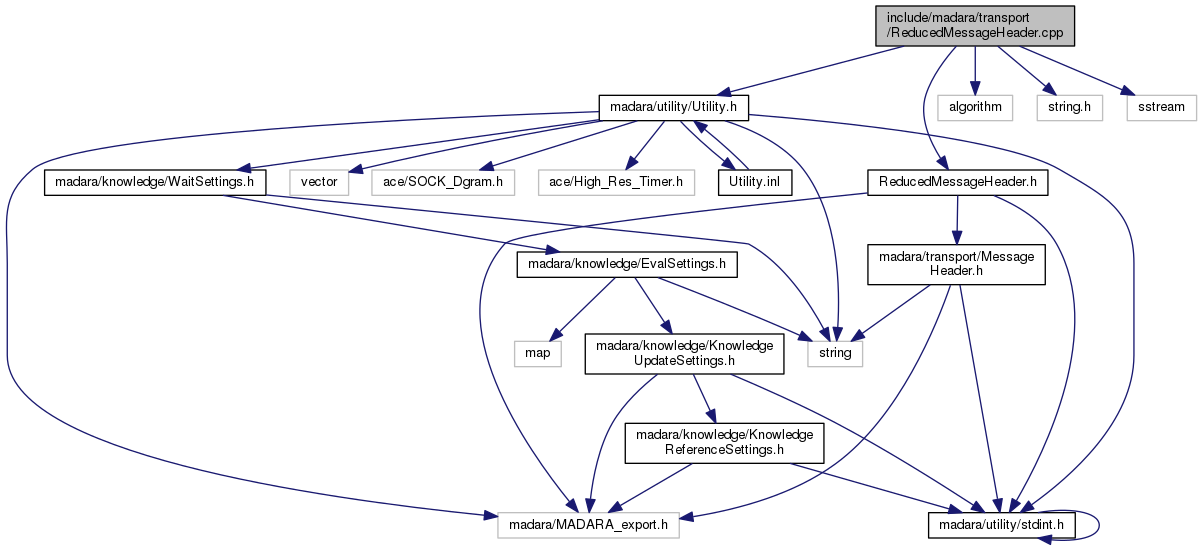 include/madara/transport
/ReducedMessageHeader.cpp
madara/utility/Utility.h
algorithm
string.h
sstream
madara/knowledge/WaitSettings.h
vector
ace/SOCK_Dgram.h
ace/High_Res_Timer.h
Utility.inl
ReducedMessageHeader.h
madara/knowledge/EvalSettings.h
madara/transport/Message
Header.h
map
madara/knowledge/Knowledge
UpdateSettings.h
string
madara/knowledge/Knowledge
ReferenceSettings.h
madara/MADARA_export.h
madara/utility/stdint.h